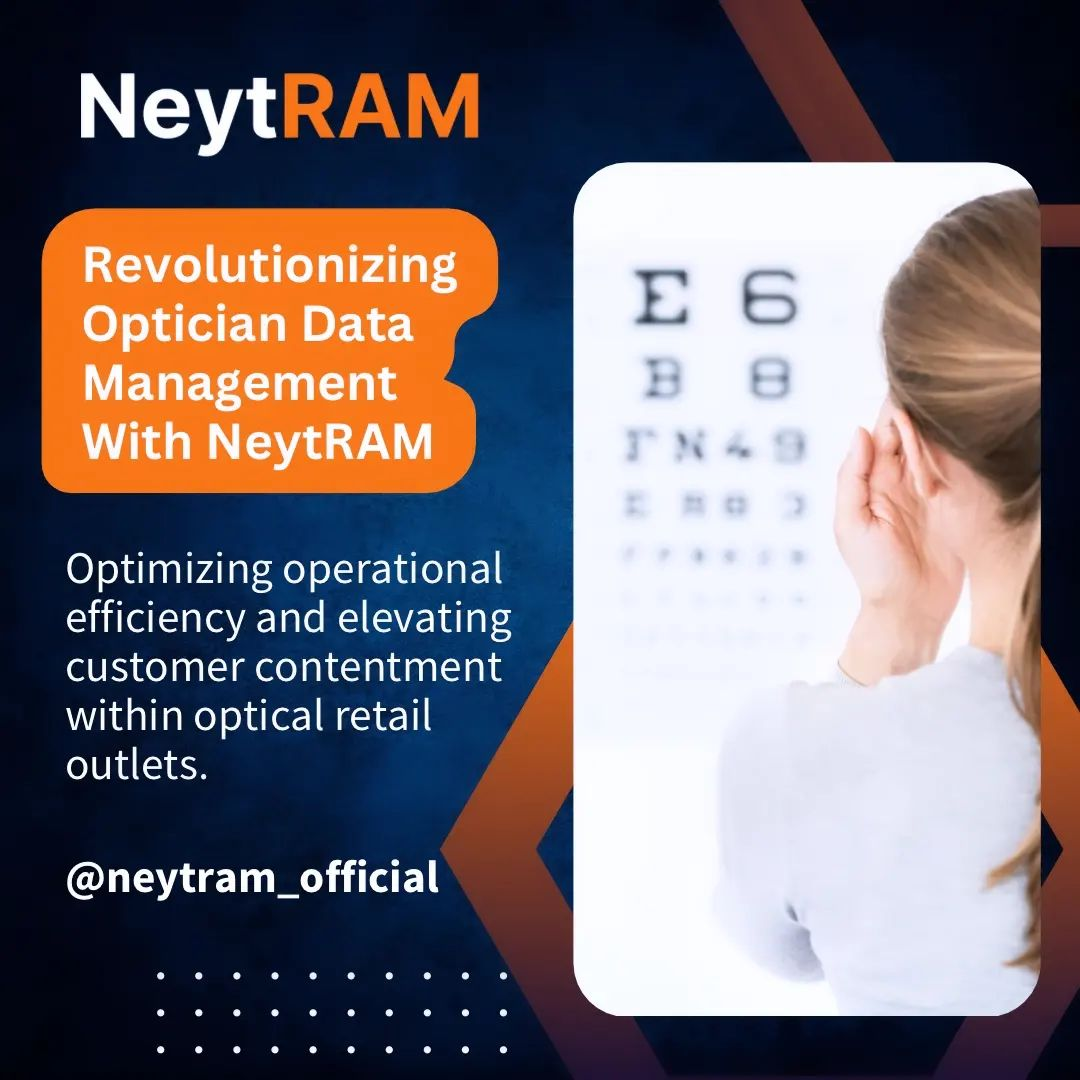 NeytRAM
Revolutionizing
Optician Data
Management
With NeytRAM
Optimizing operational
efficiency and elevating
customer contentment
within optical retail
outlets.
@neytram_official
E 6
B 8